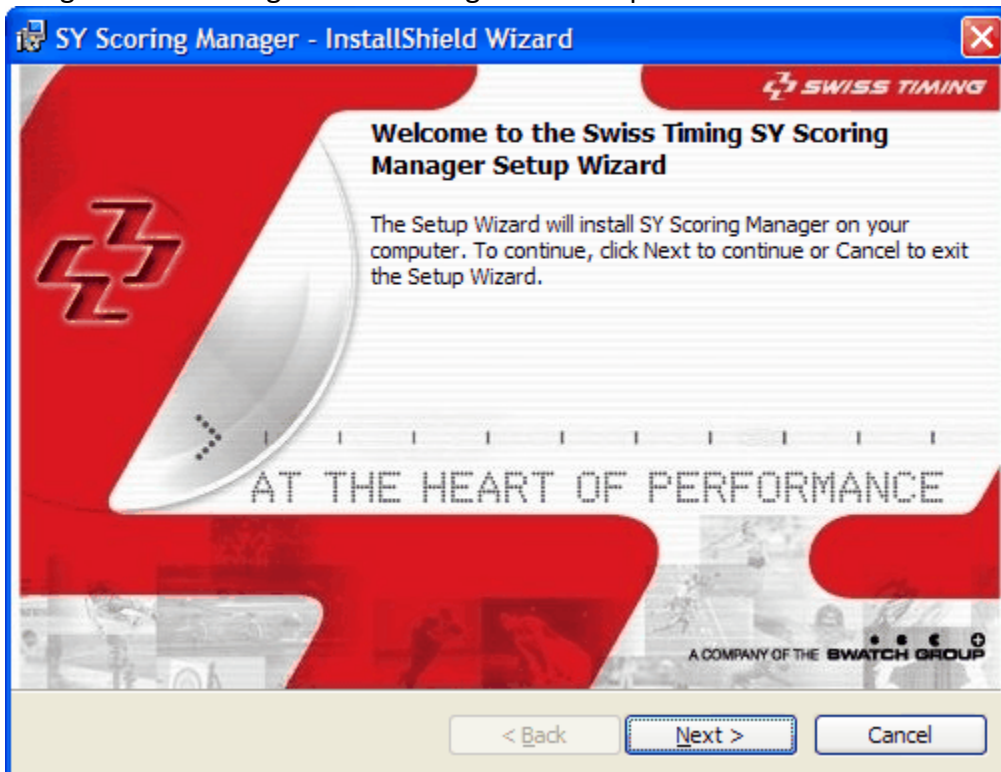 SY Scoring Manager - InstallShield Wizard
SWISS TIMING
Welcome to the Swiss Timing SY Scoring
Manager Setup Wizard
The Setup Wizard will install SY Scoring Manager on your
computer. To continue, click Next to continue or Cancel to exit
the Setup Wizard.
AT THE HEART OF PERFORMANCE
A COMPANY OF THE SWATCH GROUP
< Back
Next >
Cancel